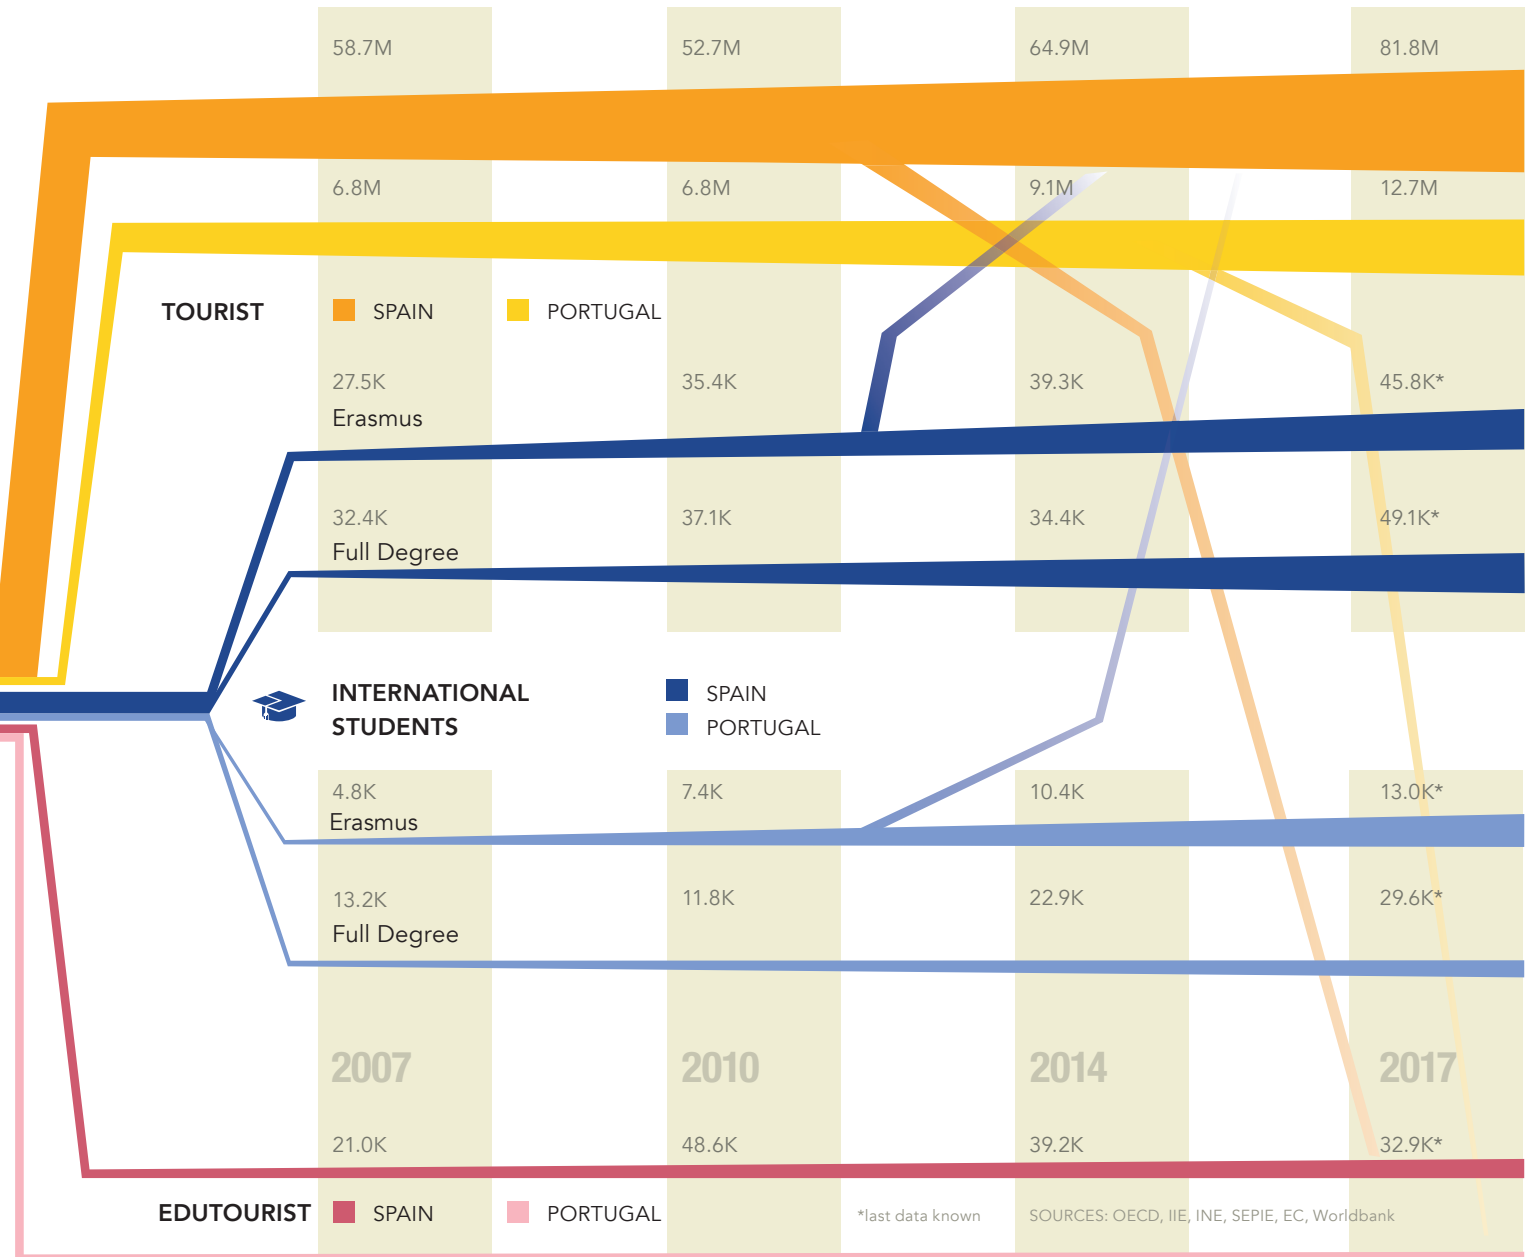 58.7M 52.7M 64.9M 81.8M
6.8M 6.8M 9.1M 12.7M
TOURIST SPAIN PORTUGAL
27.5K 35.4K 39.3K 45.8K*
Erasmus
32.4K 37.1K 34.4K 49.1K*
Full Degree
INTERNATIONAL SPAIN
STUDENTS PORTUGAL
4.8K 7.4K 10.4K 13.0K*
Erasmus
13.2K 11.8K 22.9K 29.6K*
Full Degree
2007 2010 2014 2017
21.0K 48.6K 39.2K 32.9K*
EDUTOURIST SPAIN PORTUGAL *last data known SOURCES: OECD, IIE, INE, SEPIE, EC, Worldbank